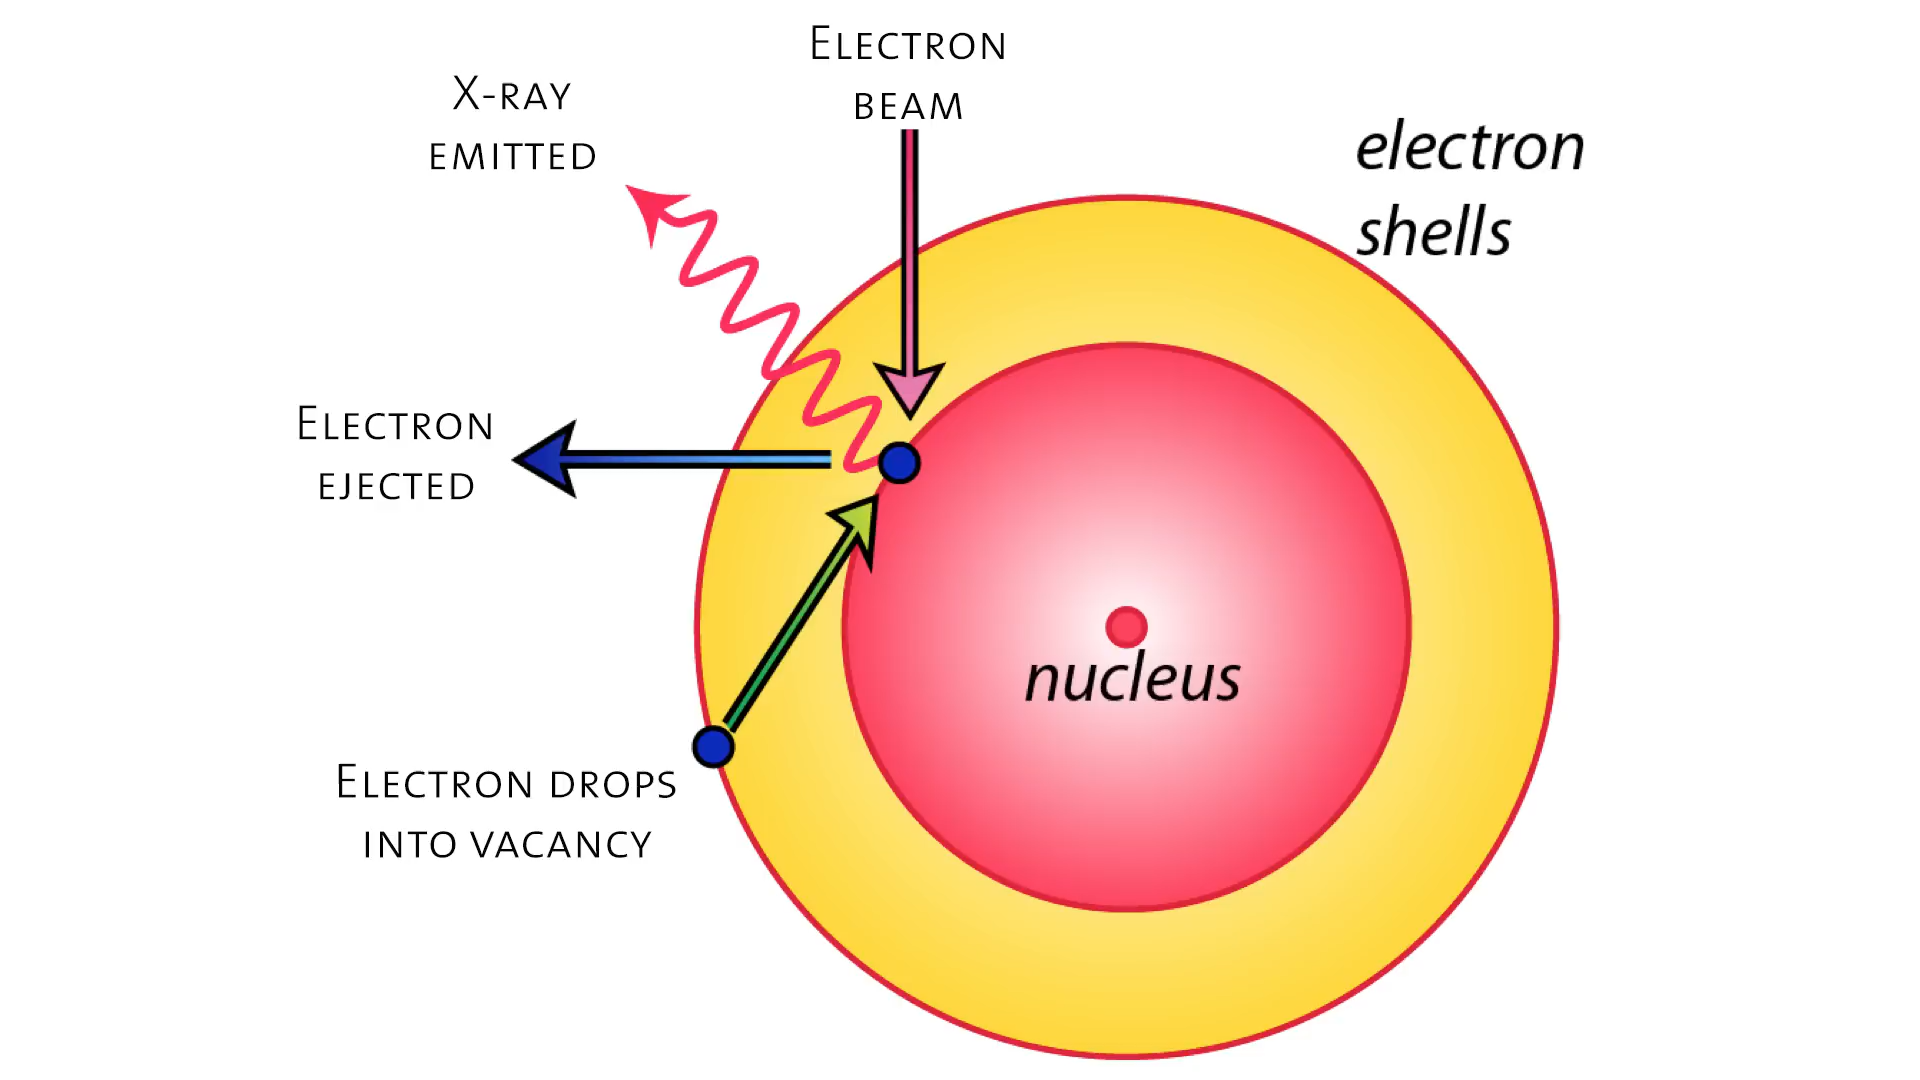 Electron
beam
X-ray
emitted
electron
shells
Electron
ejected
nucleus
Electron drops
into vacancy